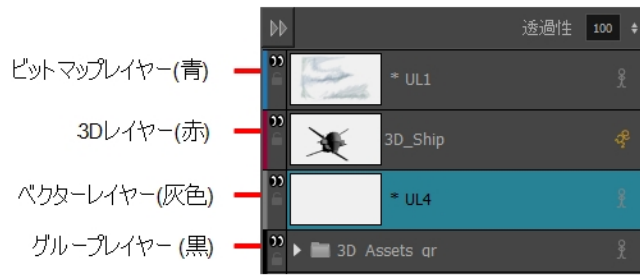 透過性 100
ビットマップレイヤー(青)
* UL1
3Dレイヤー(赤)
3D_Ship
ベクターレイヤー(灰色)
* UL4
グループレイヤー (黒)
3D_Assets_gr